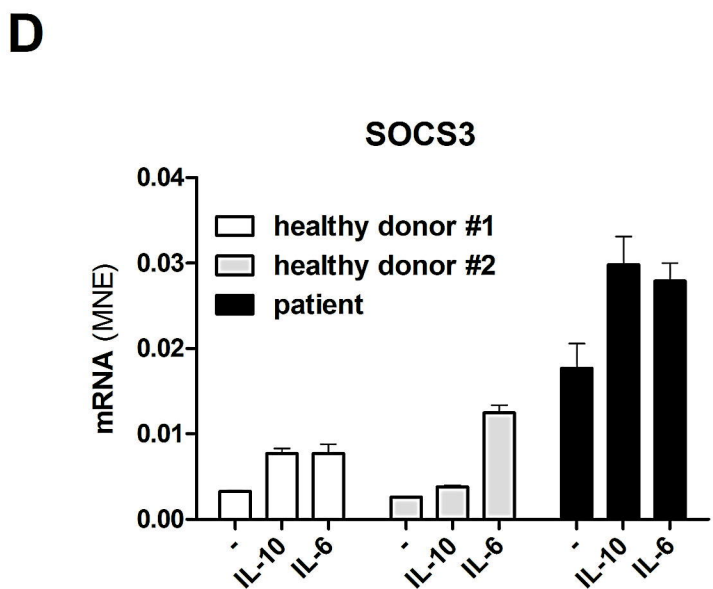 D
SOCS3
0.04
0.03
0.02
0.01
0.00
mRNA (MNE)
healthy donor #1
healthy donor #2
patient
- IL-10 IL-6 - IL-10 IL-6 - IL-10 IL-6